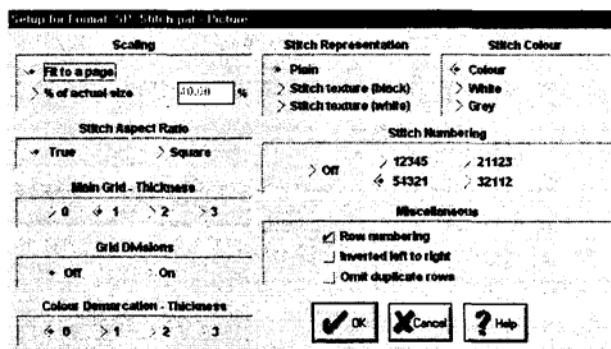 Setup for Format SP Stitch.pat - Picture
Scaling
Fit to a page
% of actual size 40.00 %
Stitch Aspect Ratio
True Square
Main Grid - Thickness
0 1 2 3
Grid Divisions
Off On
Colour Demarcation - Thickness
0 1 2 3
Stitch Representation
Plain
Stitch texture (black)
Stitch texture (white)
Stitch Colour
Colour
White
Grey
Stitch Numbering
Off 12345 21123
54321 32112
Miscellaneous
Row numbering
Inverted left to right
Omit duplicate rows
OK Cancel Help